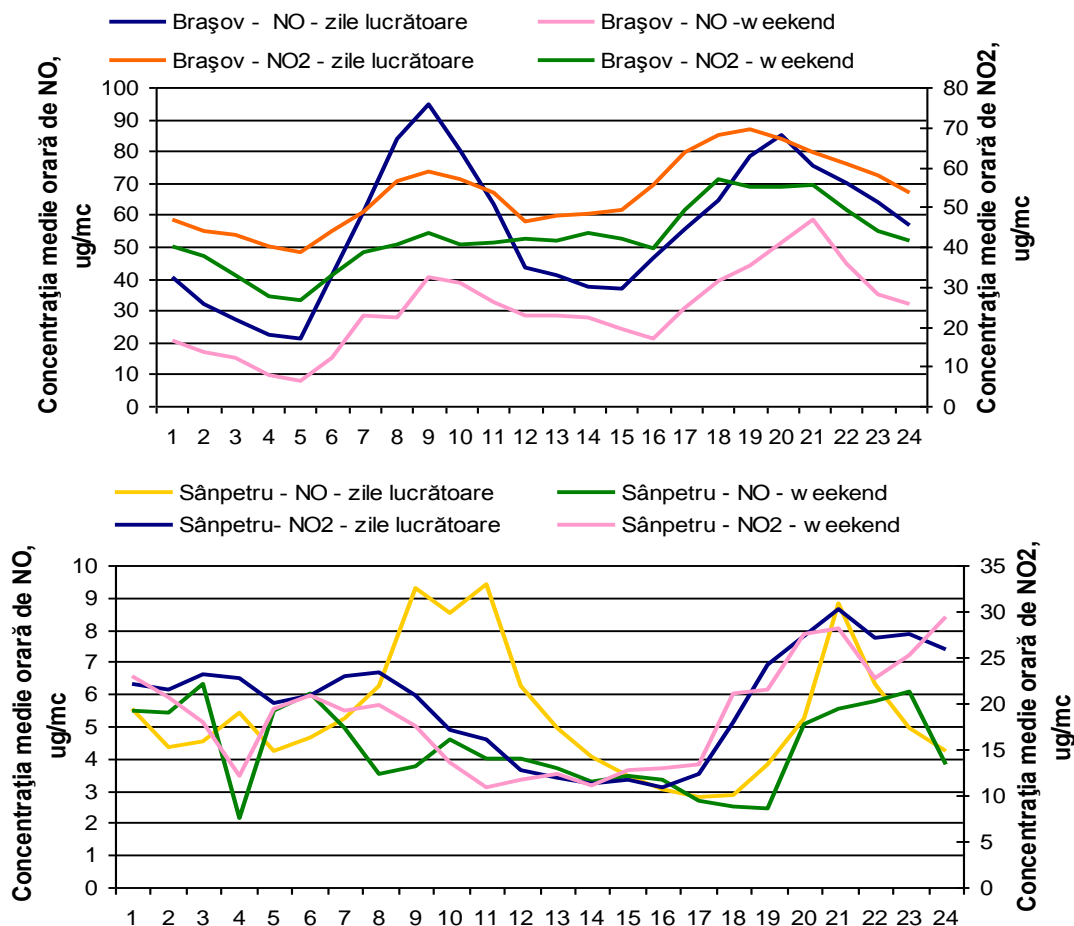 Braşov - NO - zile lucrătoare
Braşov - NO -weekend
Braşov - NO2 - zile lucrătoare
Braşov - NO2 - weekend
Concentraţia medie orară de NO,
ug/mc
100
90
80
70
60
50
40
30
20
10
0
80
70
60
50
40
30
20
10
0
Concentraţia medie orară de NO2,
ug/mc
1 2 3 4 5 6 7 8 9 10 11 12 13 14 15 16 17 18 19 20 21 22 23 24
Sânpetru - NO - zile lucrătoare
Sânpetru - NO - weekend
Sânpetru- NO2 - zile lucrătoare
Sânpetru - NO2 - weekend
Concentraţia medie orară de NO,
ug/mc
10
9
8
7
6
5
4
3
2
1
0
35
30
25
20
15
10
5
0
Concentraţia medie orară de NO2,
ug/mc
1 2 3 4 5 6 7 8 9 10 11 12 13 14 15 16 17 18 19 20 21 22 23 24